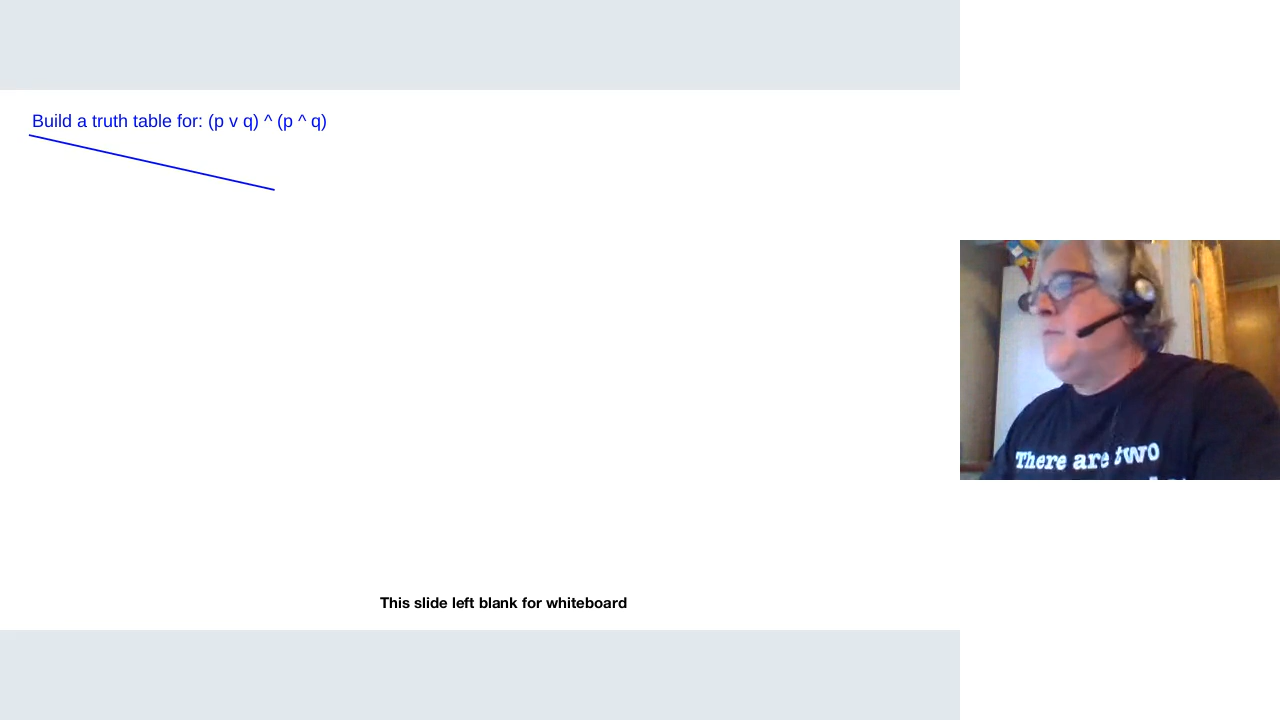 Build a truth table for: (p v q) ^ (p ^ q)
There are two
This slide left blank for whiteboard